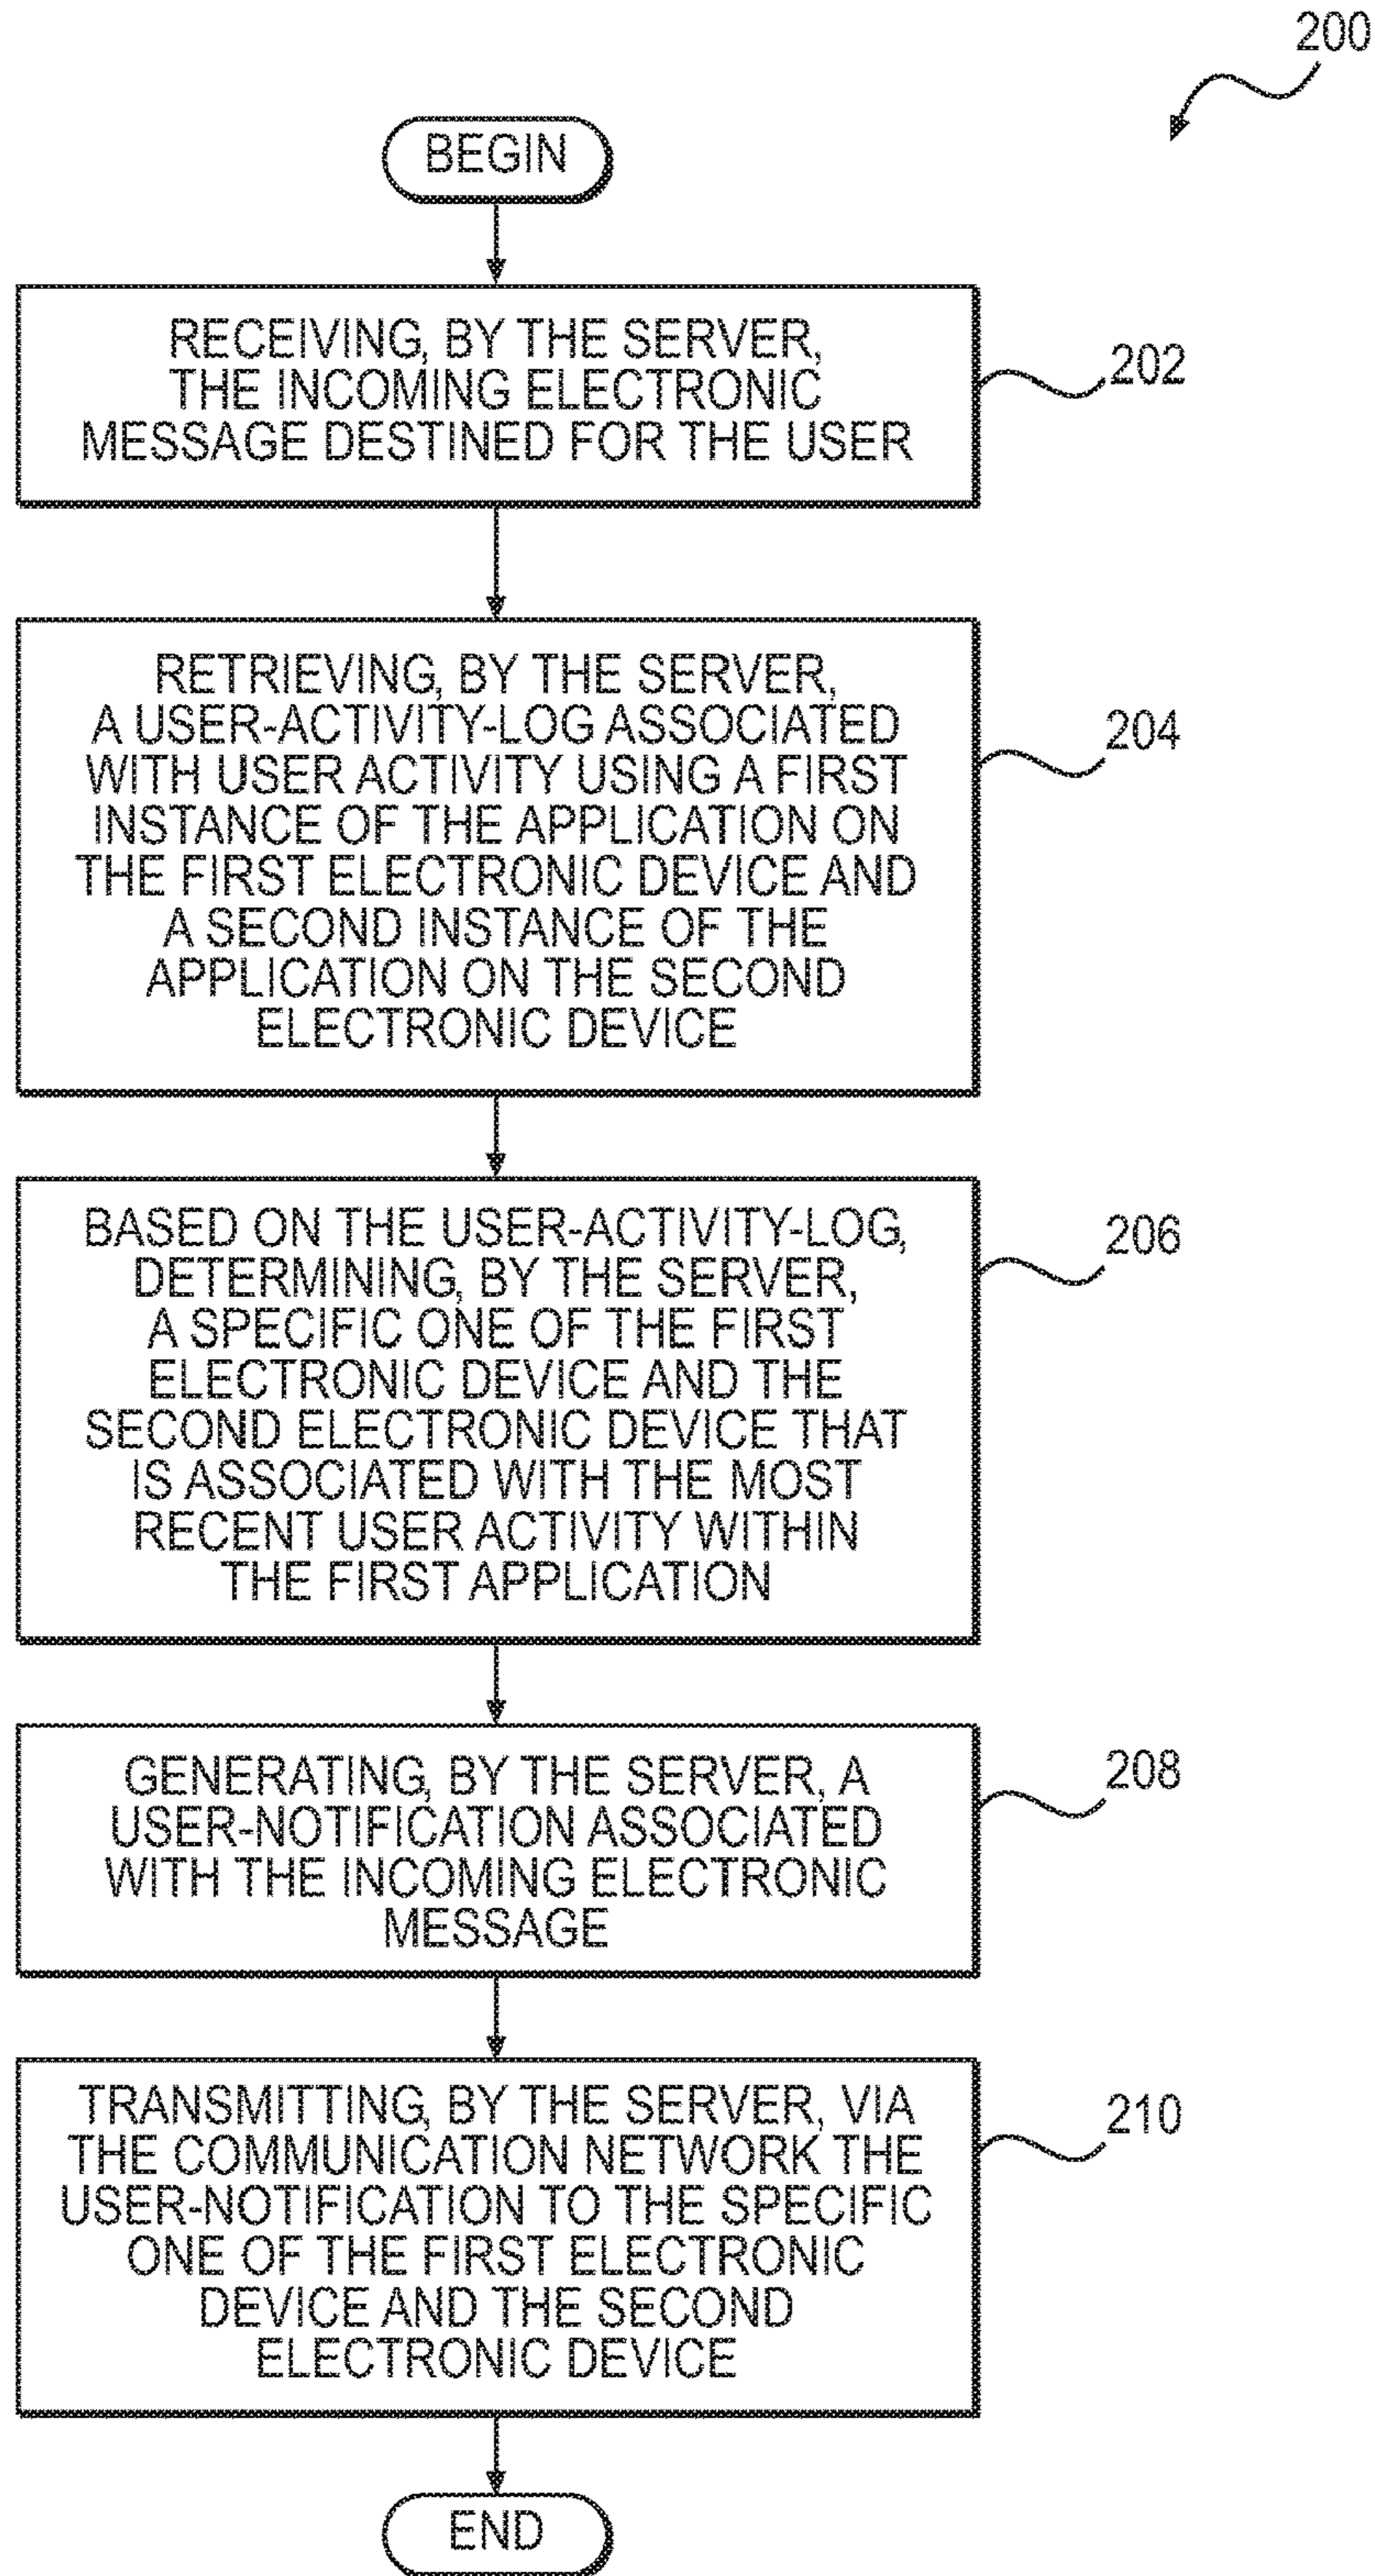 200
BEGIN
RECEIVING, BY THE SERVER,
THE INCOMING ELECTRONIC
MESSAGE DESTINED FOR THE USER
202
RETRIEVING, BY THE SERVER,
A USER-ACTIVITY-LOG ASSOCIATED
WITH USER ACTIVITY USING A FIRST
INSTANCE OF THE APPLICATION ON
THE FIRST ELECTRONIC DEVICE AND
A SECOND INSTANCE OF THE
APPLICATION ON THE SECOND
ELECTRONIC DEVICE
204
BASED ON THE USER-ACTIVITY-LOG,
DETERMINING, BY THE SERVER,
A SPECIFIC ONE OF THE FIRST
ELECTRONIC DEVICE AND THE
SECOND ELECTRONIC DEVICE THAT
IS ASSOCIATED WITH THE MOST
RECENT USER ACTIVITY WITHIN
THE FIRST APPLICATION
206
GENERATING, BY THE SERVER, A
USER-NOTIFICATION ASSOCIATED
WITH THE INCOMING ELECTRONIC
MESSAGE
208
TRANSMITTING, BY THE SERVER, VIA
THE COMMUNICATION NETWORK THE
USER-NOTIFICATION TO THE SPECIFIC
ONE OF THE FIRST ELECTRONIC
DEVICE AND THE SECOND
ELECTRONIC DEVICE
210
END